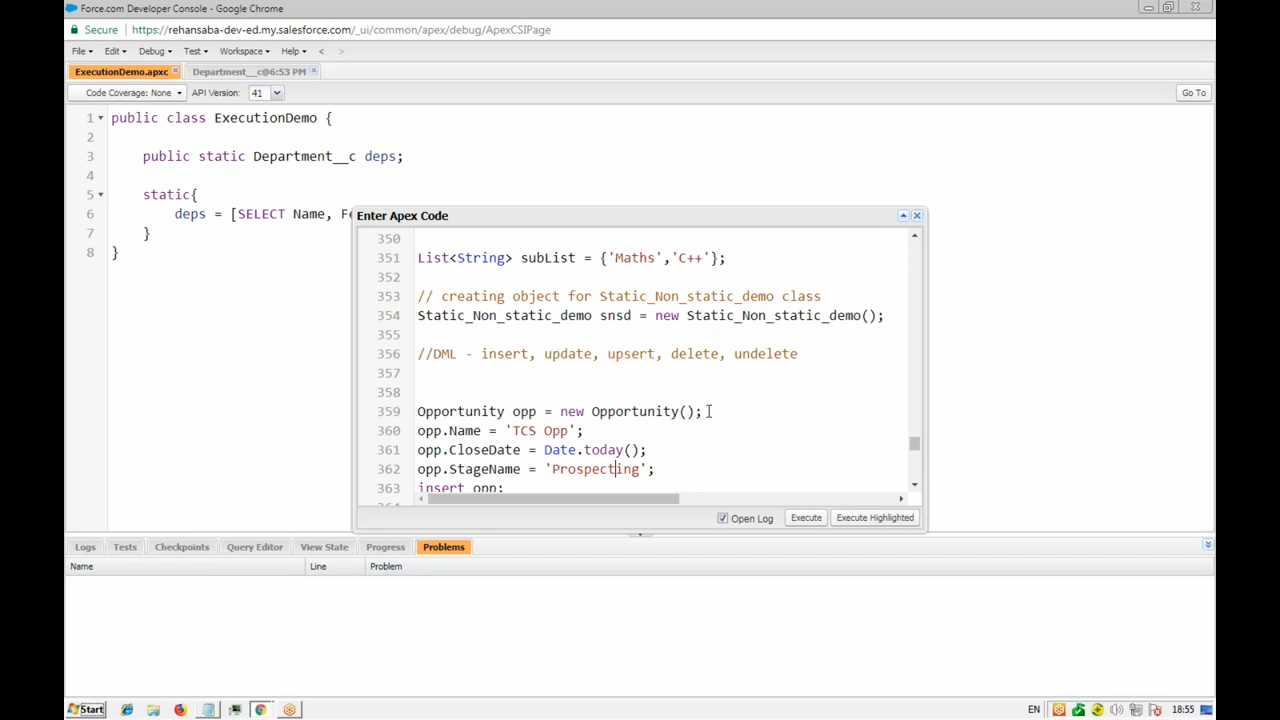 Force.com Developer Console - Google Chrome
Secure https://rehansaba-dev-ed.my.salesforce.com/_ui/common/apex/debug/ApexCSIPage
File Edit Debug Test Workspace Help < >
ExecutionDemo.apxc Department__c@6:53 PM
Code Coverage: None API Version: 41 Go To
1 public class ExecutionDemo {
2
3 public static Department__c deps;
4
5 static{
6 deps = [SELECT Name, Fe
7 }
8 }
Enter Apex Code
350
351 List<String> subList = {'Maths','C++'};
352
353 // creating object for Static_Non_static_demo class
354 Static_Non_static_demo snsd = new Static_Non_static_demo();
355
356 //DML - insert, update, upsert, delete, undelete
357
358
359 Opportunity opp = new Opportunity();
360 opp.Name = 'TCS Opp';
361 opp.CloseDate = Date.today();
362 opp.StageName = 'Prospecting';
363 insert opp;
Open Log Execute Execute Highlighted
Logs Tests Checkpoints Query Editor View State Progress Problems
Name Line Problem
Start EN 18:55